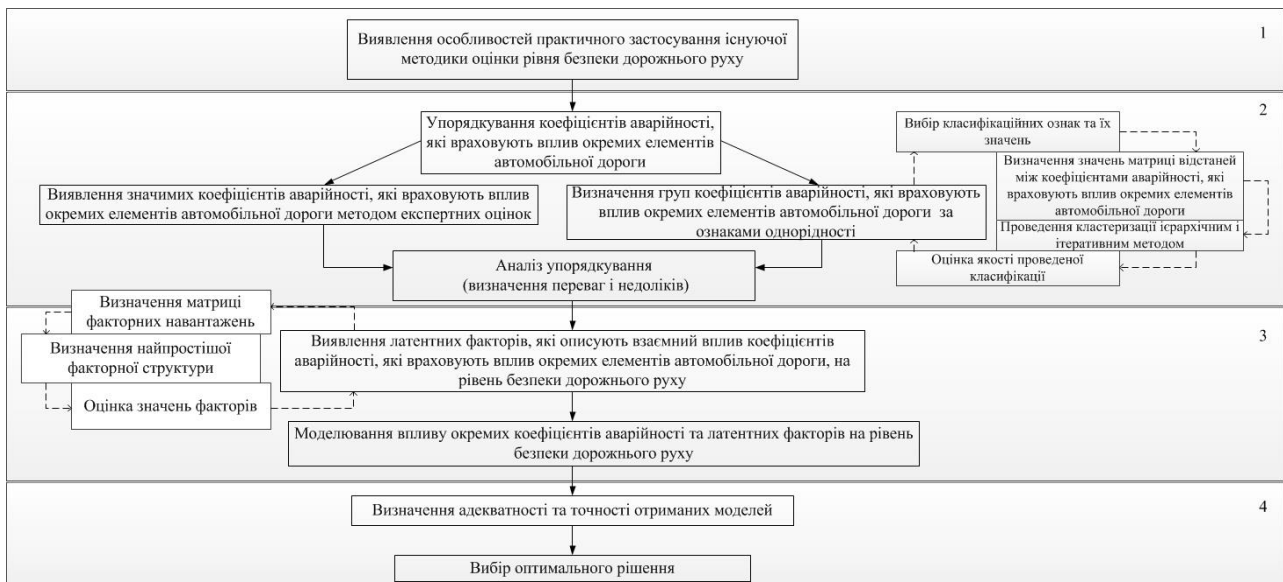 Виявлення особливостей практичного застосування існуючої
методики оцінки рівня безпеки дорожнього руху
1
Упорядкування коефіцієнтів аварійності,
які враховують вплив окремих елементів
автомобільної дороги
2
Вибір класифікаційних ознак та їх
значень
Визначення значень матриці відстаней
між коефіцієнтами аварійності, які
враховують вплив окремих елементів
автомобільної дороги
Проведення кластеризації ієрархічним і
ітеративним методом
Оцінка якості проведеної
класифікації
Виявлення значимих коефіцієнтів аварійності, які враховують вплив
окремих елементів автомобільної дороги методом експертних оцінок
Визначення груп коефіцієнтів аварійності, які враховують
вплив окремих елементів автомобільної дороги за
ознаками однорідності
Аналіз упорядкування
(визначення переваг і недоліків)
Визначення матриці
факторних навантажень
Визначення найпростішої
факторної структури
Оцінка значень факторів
Виявлення латентних факторів, які описують взаємний вплив коефіцієнтів
аварійності, які враховують вплив окремих елементів автомобільної дороги, на
рівень безпеки дорожнього руху
3
Моделювання впливу окремих коефіцієнтів аварійності та латентних факторів на рівень
безпеки дорожнього руху
Визначення адекватності та точності отриманих моделей
4
Вибір оптимального рішення